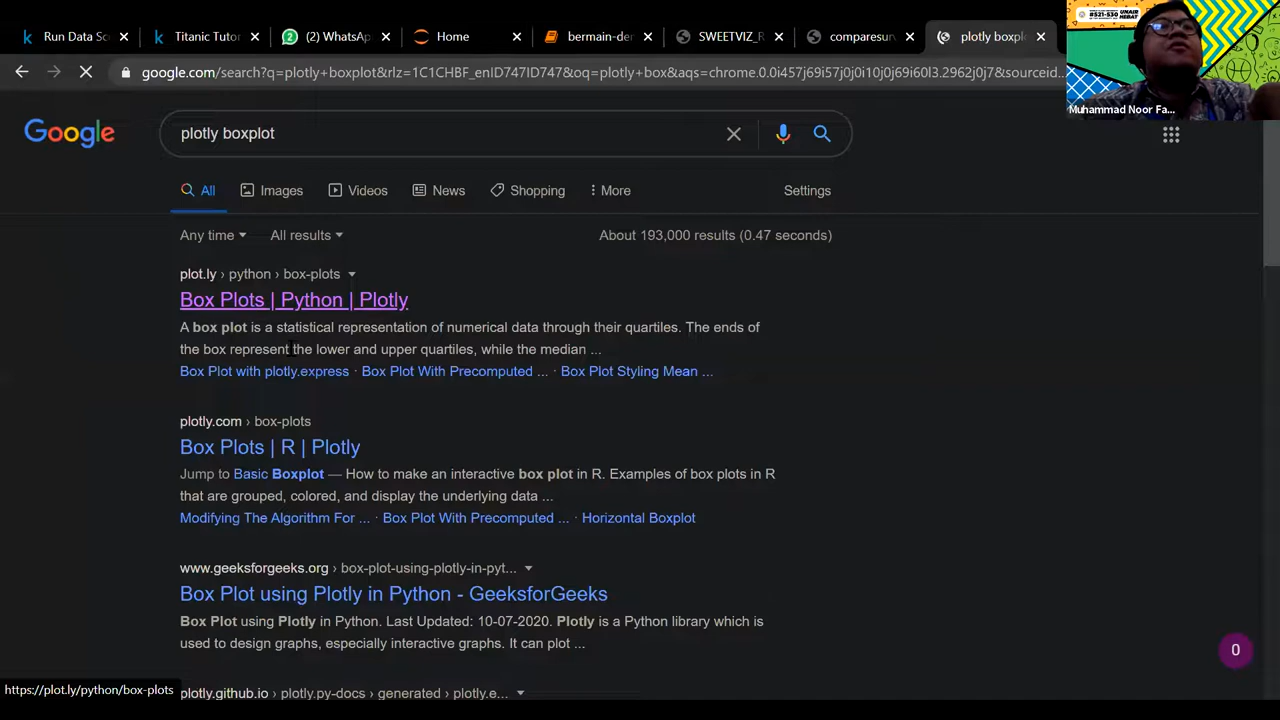 Run Data Sc
Titanic Tutor
(2) WhatsAp
Home
bermain-der
SWEETVIZ_R
comparesurv
plotly boxplo
#521-530
UNAIR
HEBAT
google.com/search?q=plotly+boxplot&rlz=1C1CHBF_enID747ID747&oq=plotly+box&aqs=chrome.0.0i457j69i57j0j0i10j0j69i60l3.2962j0j7&sourceid...
Muhammad Noor Fa...
Google
plotly boxplot
All
Images
Videos
News
Shopping
More
Settings
Any time
All results
About 193,000 results (0.47 seconds)
plot.ly › python › box-plots
Box Plots | Python | Plotly
A box plot is a statistical representation of numerical data through their quartiles. The ends of
the box represent the lower and upper quartiles, while the median ...
Box Plot with plotly.express · Box Plot With Precomputed ... · Box Plot Styling Mean ...
plotly.com › box-plots
Box Plots | R | Plotly
Jump to Basic Boxplot — How to make an interactive box plot in R. Examples of box plots in R
that are grouped, colored, and display the underlying data ...
Modifying The Algorithm For ... · Box Plot With Precomputed ... · Horizontal Boxplot
www.geeksforgeeks.org › box-plot-using-plotly-in-pyt...
Box Plot using Plotly in Python - GeeksforGeeks
Box Plot using Plotly in Python. Last Updated: 10-07-2020. Plotly is a Python library which is
used to design graphs, especially interactive graphs. It can plot ...
0
https://plot.ly/python/box-plots
plotly.github.io › plotly.py-docs › generated › plotly.e...